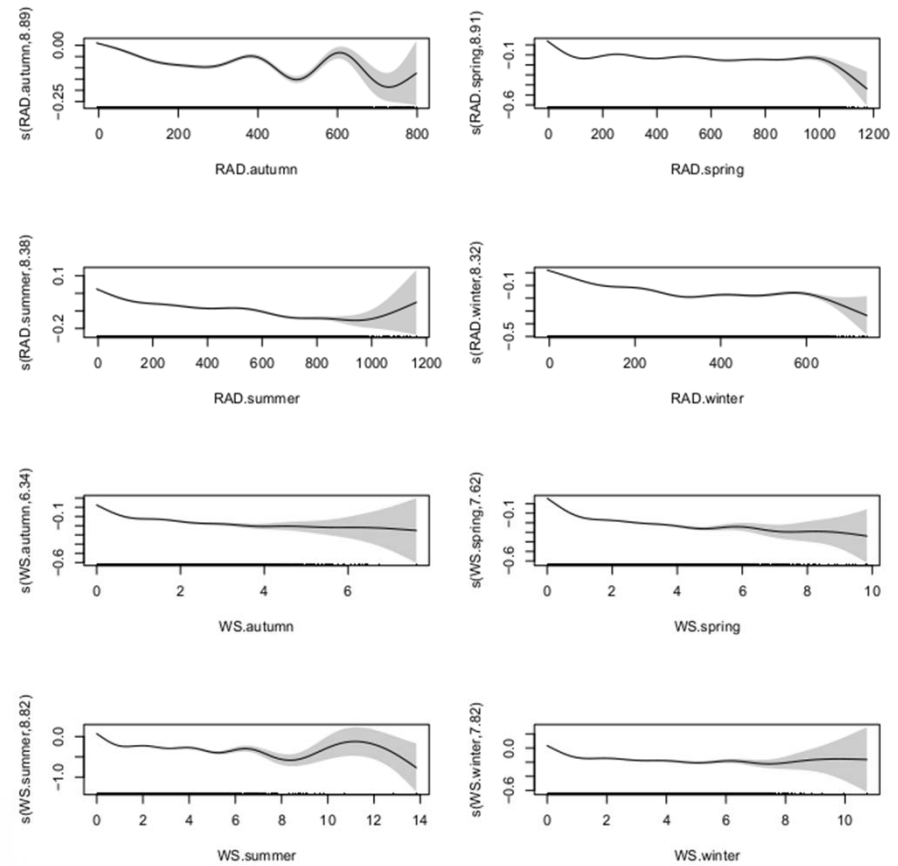 s(RAD.autumn,8.89)
0.00
−0.25
0 200 400 600 800
RAD.autumn
s(RAD.spring,8.91)
−0.1
−0.6
0 200 400 600 800 1000 1200
RAD.spring
s(RAD.summer,8.38)
0.1
−0.2
0 200 400 600 800 1000 1200
RAD.summer
s(RAD.winter,8.32)
−0.1
−0.5
0 200 400 600
RAD.winter
s(WS.autumn,6.34)
−0.1
−0.6
0 2 4 6
WS.autumn
s(WS.spring,7.62)
−0.1
−0.6
0 2 4 6 8 10
WS.spring
s(WS.summer,8.82)
0.0
−1.0
0 2 4 6 8 10 12 14
WS.summer
s(WS.winter,7.82)
0.0
−0.6
0 2 4 6 8 10
WS.winter